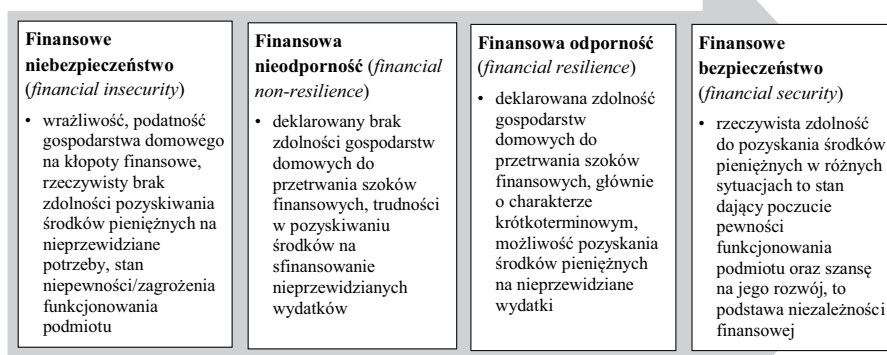 Finansowe
niebezpieczeństwo
(financial insecurity)
• wrażliwość, podatność
gospodarstwa domowego
na kłopoty finansowe,
rzeczywisty brak
zdolności pozyskiwania
środków pieniężnych na
nieprzewidziane
potrzeby, stan
niepewności/zagrożenia
funkcjonowania
podmiotu
Finansowa
nieodporność (financial
non-resilience)
• deklarowany brak
zdolności gospodarstw
domowych do
przetrwania szoków
finansowych, trudności
w pozyskiwaniu
środków na
sfinansowanie
nieprzewidzianych
wydatków
Finansowa odporność
(financial resilience)
• deklarowana zdolność
gospodarstw
domowych do
przetrwania szoków
finansowych, głównie
o charakterze
krótkoterminowym,
możliwość pozyskania
środków pieniężnych
na nieprzewidziane
wydatki
Finansowe
bezpieczeństwo
(financial security)
• rzeczywista zdolność
do pozyskania środków
pieniężnych w różnych
sytuacjach to stan
dający poczucie
pewności
funkcjonowania
podmiotu oraz szansę
na jego rozwój, to
podstawa niezależności
finansowej